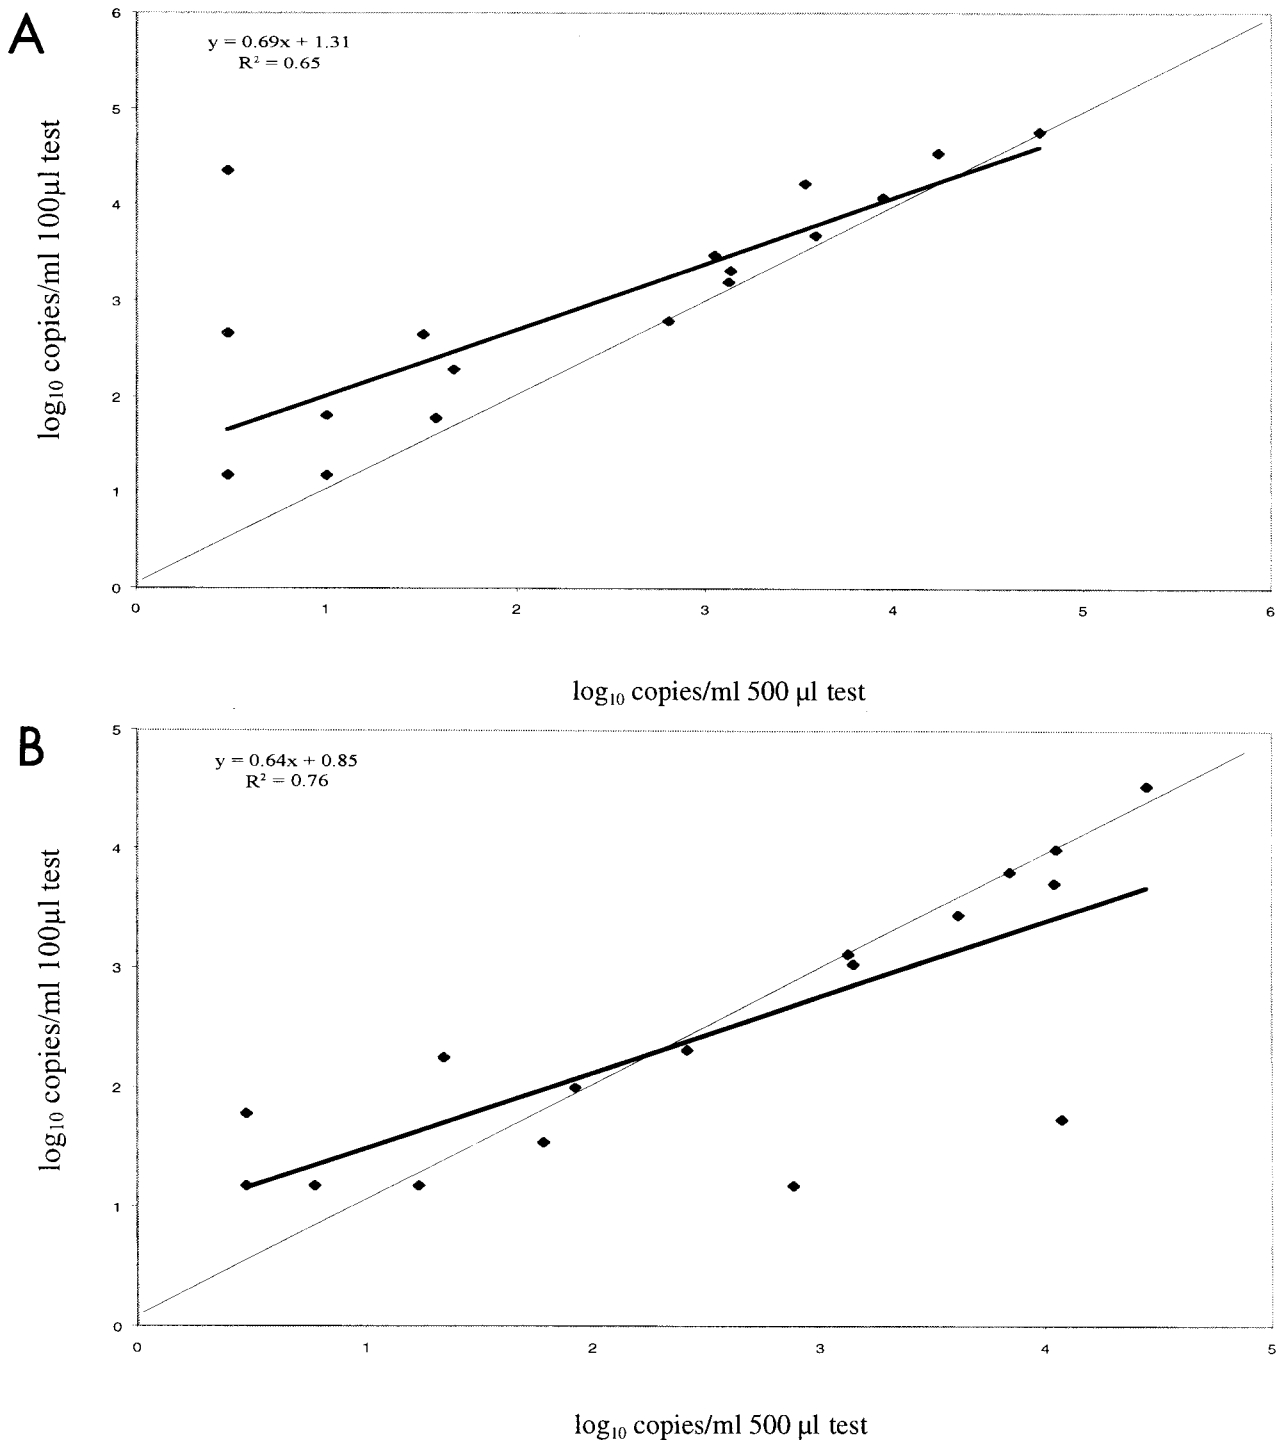 A
y = 0.69x + 1.31
R² = 0.65
6
5
4
3
2
1
0
0 1 2 3 4 5 6
log₁₀ copies/ml 100µl test
log₁₀ copies/ml 500 µl test
B
y = 0.64x + 0.85
R² = 0.76
5
4
3
2
1
0
0 1 2 3 4 5
log₁₀ copies/ml 100µl test
log₁₀ copies/ml 500 µl test